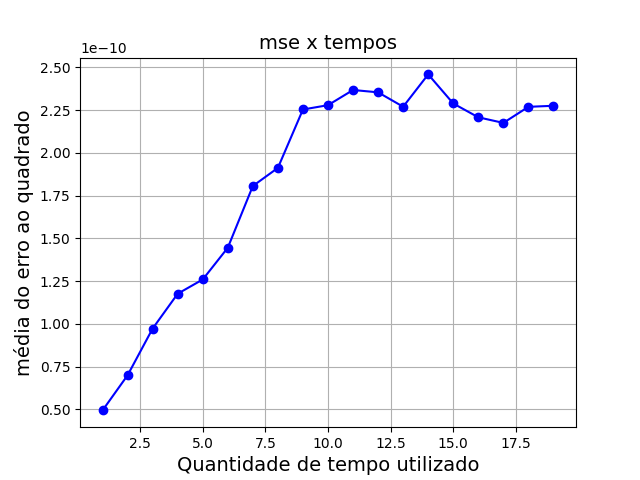 mse x tempos
1e−10
média do erro ao quadrado
2.50
2.25
2.00
1.75
1.50
1.25
1.00
0.75
0.50
2.5 5.0 7.5 10.0 12.5 15.0 17.5
Quantidade de tempo utilizado